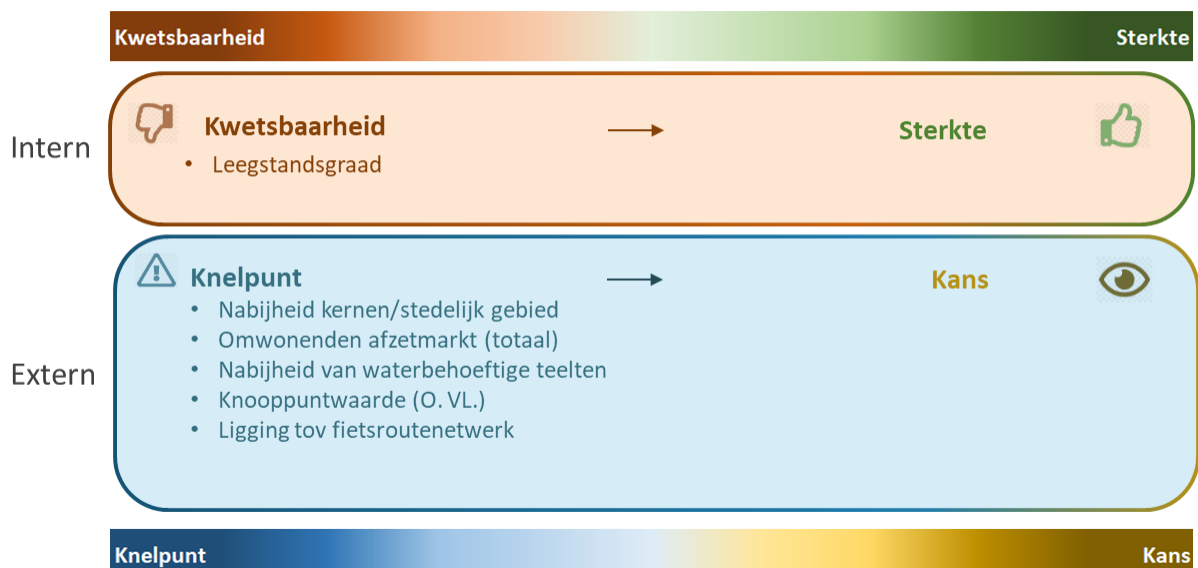 Kwetsbaarheid Sterkte
Intern
Kwetsbaarheid → Sterkte
• Leegstandsgraad
Extern
Knelpunt → Kans
• Nabijheid kernen/stedelijk gebied
• Omwonenden afzetmarkt (totaal)
• Nabijheid van waterbehoeftige teelten
• Knooppuntwaarde (O. VL.)
• Ligging tov fietsroutenetwerk
Knelpunt Kans